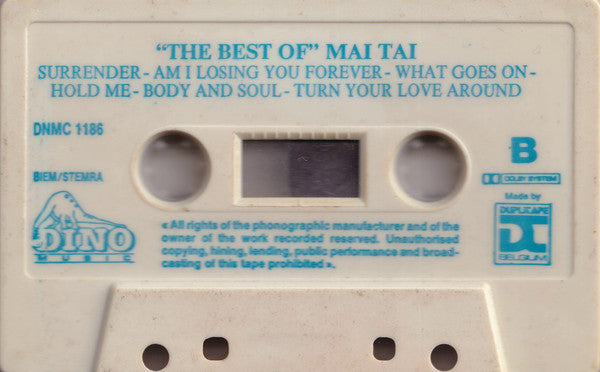 “THE BEST OF” MAI TAI
SURRENDER - AM I LOSING YOU FOREVER - WHAT GOES ON -
HOLD ME - BODY AND SOUL - TURN YOUR LOVE AROUND
DNMC 1186
B
BIEM/STEMRA
DOLBY SYSTEM
Made by
DUPLITAPE
BELGIUM
DINO
MUSIC
« All rights of the phonographic manufacturer and of the
owner of the work recorded reserved. Unauthorised
copying, hining, lending, public performance and broad-
casting of this tape prohibited ».